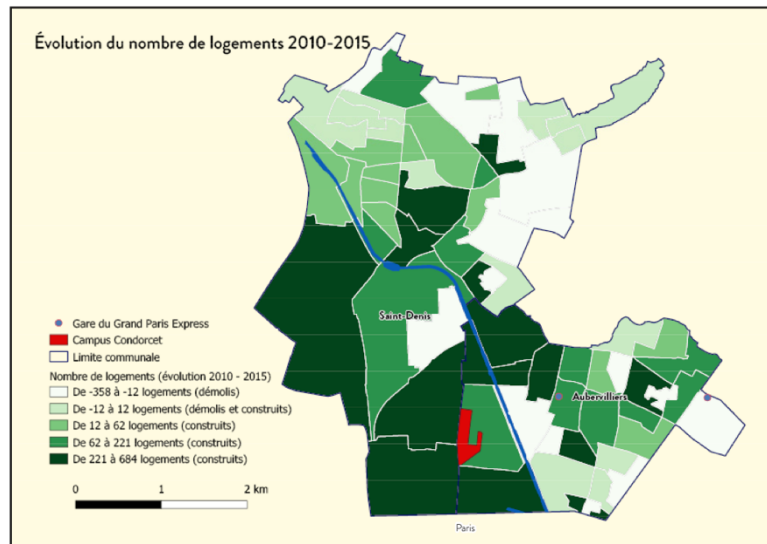 Évolution du nombre de logements 2010-2015
Saint-Denis
Aubervilliers
Gare du Grand Paris Express
Campus Condorcet
Limite communale
Nombre de logements (évolution 2010 - 2015)
De -358 à -12 logements (démolis)
De -12 à 12 logements (démolis et construits)
De 12 à 62 logements (construits)
De 62 à 221 logements (construits)
De 221 à 684 logements (construits)
0 1 2 km
Paris